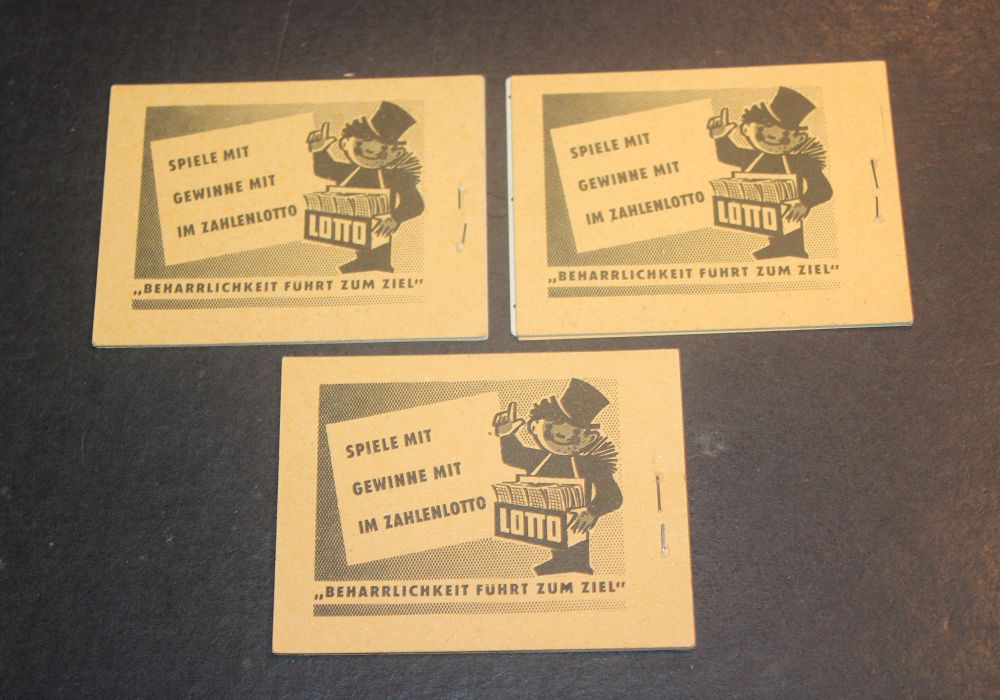 SPIELE MIT
GEWINNE MIT
IM ZAHLENLOTTO
LOTTO
„BEHARRLICHKEIT FÜHRT ZUM ZIEL"
SPIELE MIT
GEWINNE MIT
IM ZAHLENLOTTO
LOTTO
„BEHARRLICHKEIT FÜHRT ZUM ZIEL"
SPIELE MIT
GEWINNE MIT
IM ZAHLENLOTTO
LOTTO
„BEHARRLICHKEIT FÜHRT ZUM ZIEL"